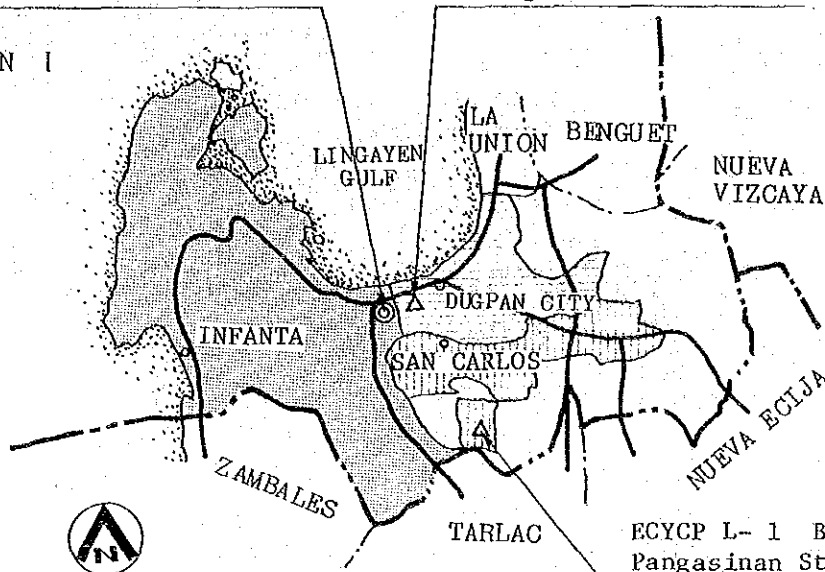 N I
LA
UNION
BENGUET
LINGAYEN
GULF
NUEVA
VIZCAYA
DUGPAN CITY
INFANTA
SAN CARLOS
NUEVA ECIJA
ZAMBALES
TARLAC
N
ECYCP L- 1 B
Pangasinan St